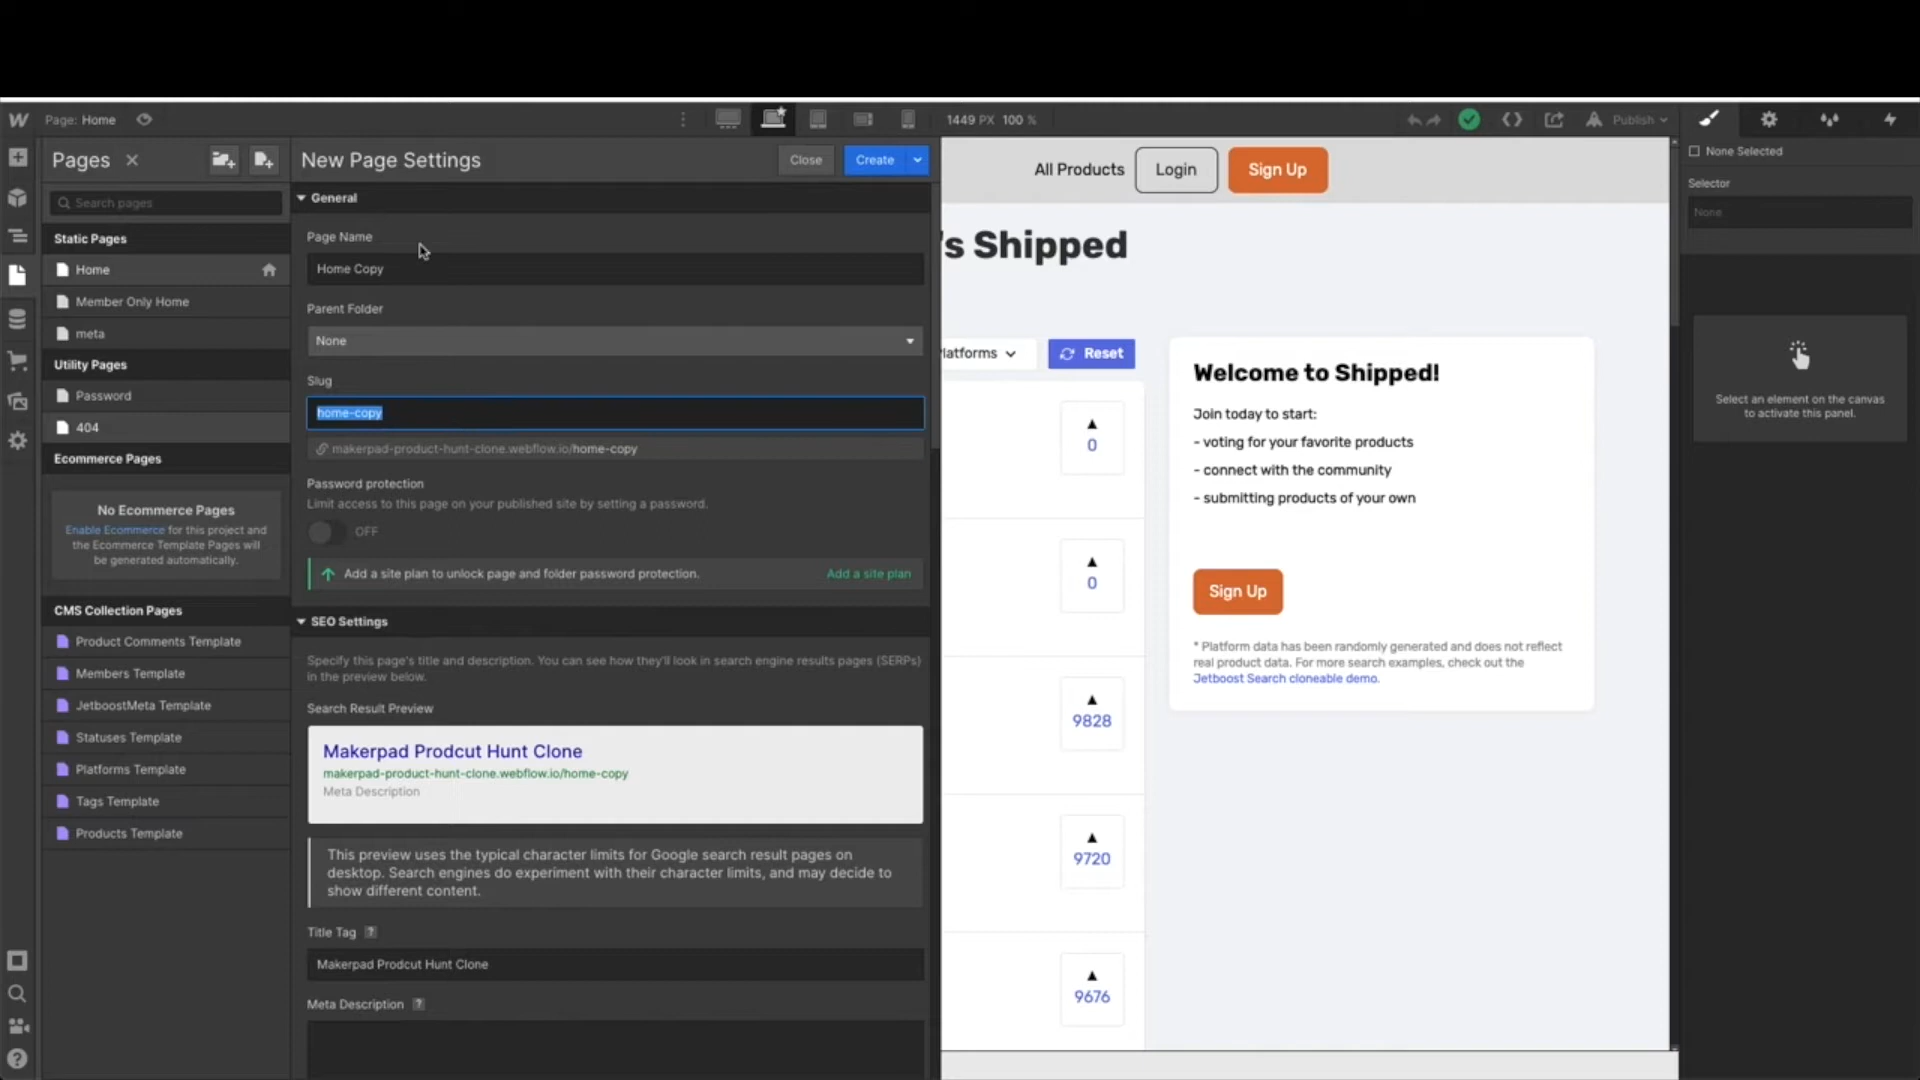 Page: Home
1449 PX 100 %
Publish
Pages
New Page Settings
Close
Create
Search pages
Static Pages
Home
Member Only Home
meta
Utility Pages
Password
404
Ecommerce Pages
No Ecommerce Pages
Enable Ecommerce for this project and
the Ecommerce Template Pages will
be generated automatically.
CMS Collection Pages
Product Comments Template
Members Template
JetboostMeta Template
Statuses Template
Platforms Template
Tags Template
Products Template
General
Page Name
Home Copy
Parent Folder
None
Slug
home-copy
makerpad-product-hunt-clone.webflow.io/home-copy
Password protection
Limit access to this page on your published site by setting a password.
OFF
Add a site plan to unlock page and folder password protection.
Add a site plan
SEO Settings
Specify this page's title and description. You can see how they'll look in search engine results pages (SERPs)
in the preview below.
Search Result Preview
Makerpad Prodcut Hunt Clone
makerpad-product-hunt-clone.webflow.io/home-copy
Meta Description
This preview uses the typical character limits for Google search result pages on
desktop. Search engines do experiment with their character limits, and may decide to
show different content.
Title Tag ?
Makerpad Prodcut Hunt Clone
Meta Description ?
All Products
Login
Sign Up
's Shipped
latforms
Reset
0
0
9828
9720
9676
Welcome to Shipped!
Join today to start:
- voting for your favorite products
- connect with the community
- submitting products of your own
Sign Up
* Platform data has been randomly generated and does not reflect
real product data. For more search examples, check out the
Jetboost Search cloneable demo.
None Selected
Selector
None
Select an element on the canvas
to activate this panel.